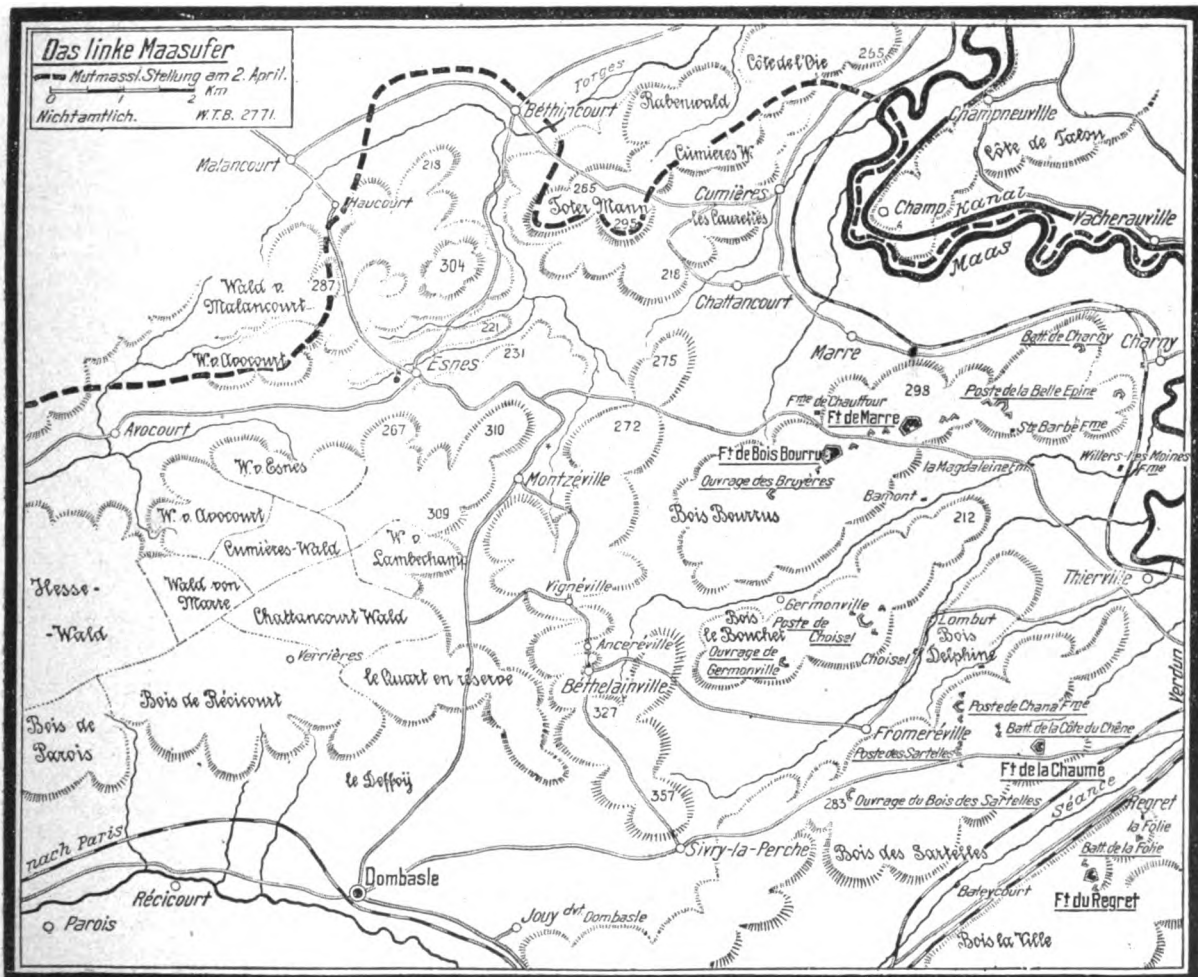 Das linke Maasufer
Mutmassl. Stellung am 2. April.
0 1 2
Km
Nichtamtlich. W.T.B. 2771.
Côte de l'Oie
265
Forges
Rabenwald
Béthincourt
Champneuville
Côte de Talon
Malancourt
218
Cumières W.
Haucourt
265
Toter Mann
295
Cumières
les Caurettes
Champ
Kanal
Vacherauville
Maas
304
Wald v.
Malancourt
287
218
Chattancourt
221
231
275
Marre
Batt. de Charny
Charny
W. v. Avocourt
Esnes
298
Poste de la Belle Epine
Fme de Chauffour
Ft de Marre
Ste Barbe Fme
Avocourt
267
310
272
Ft de Bois Bourru
Willers-les Moines
Fme
la Magdaleine Fm
W. v. Esnes
Montzéville
Ouvrage des Bruyères
Bamont
W. v. Avocourt
309
Bois Bourrus
212
Cumières-Wald
W. v.
Lambechamp
Hesse-
-Wald
Wald von
Marre
Vignéville
Thierville
Chattancourt Wald
Germonville
Bois
le Bouchet
Poste de
Choisel
Lombut
Bois
Delphine
Ancereville
Ouvrage de
Germonville
Choisel
Verrières
le Quart en réserve
Béthelainville
Verdun
Bois de Récicourt
327
Poste de Chana Fme
Bois de
Parois
Fromeréville
Batt. de la Côte du Chêne
Poste des Sartelles
le Deffoÿ
Ft de la Chaume
357
283
Ouvrage du Bois des Sartelles
Séance
Regret
la Folie
nach Paris
Sivry-la-Perche
Bois des Sartelles
Batt. de la Folie
Dombasle
Baleycourt
Ft du Regret
Récicourt
Parois
Jouy dvt. Dombasle
Bois la Ville